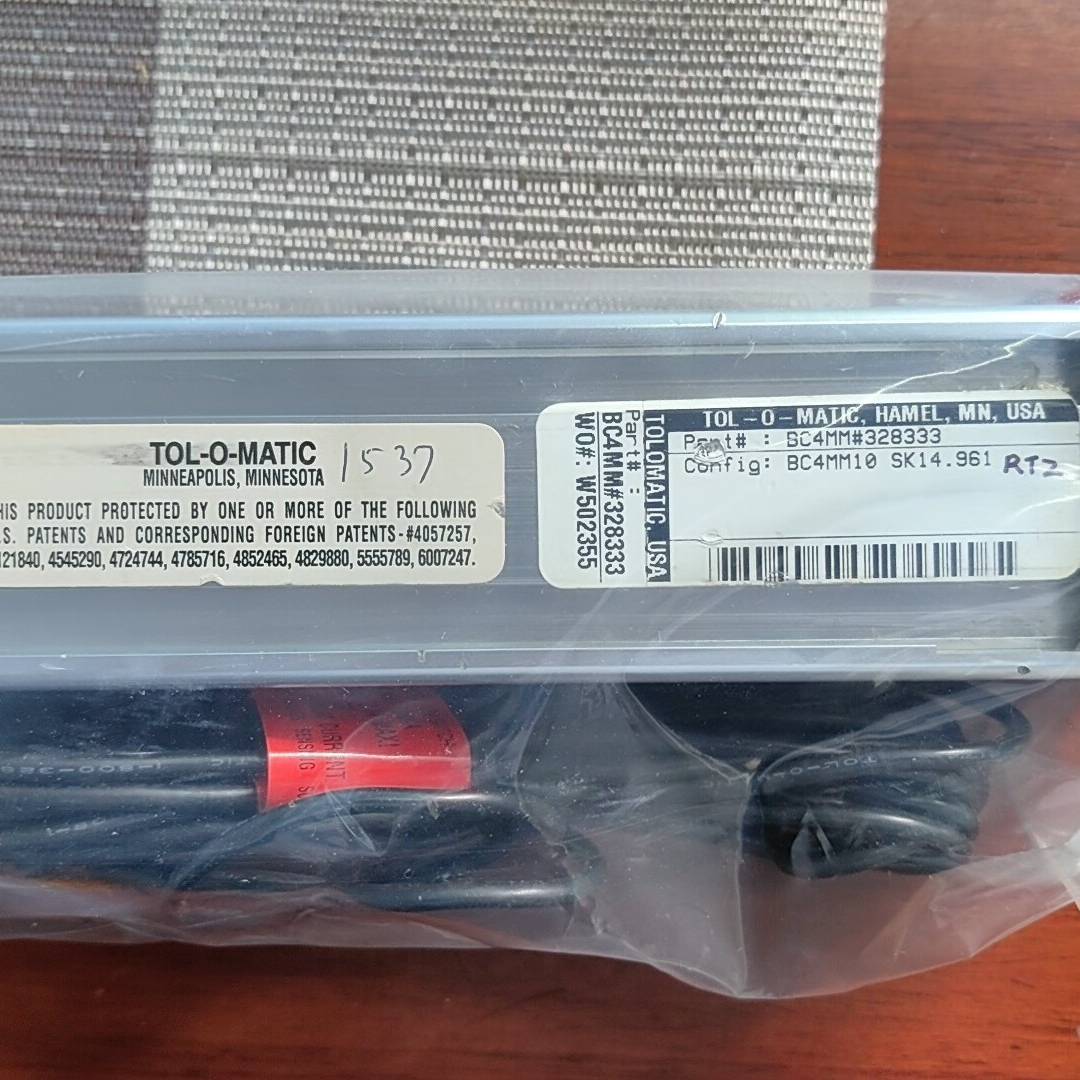 TOL-O-MATIC
MINNEAPOLIS, MINNESOTA
1537
HIS PRODUCT PROTECTED BY ONE OR MORE OF THE FOLLOWING
.S. PATENTS AND CORRESPONDING FOREIGN PATENTS-#4057257,
121840, 4545290, 4724744, 4785716, 4852465, 4829880, 5555789, 6007247.
TOL-O-MATIC, HAMEL, MN, USA
Part# : BC4MM#328333
Config: BC4MM10 SK14.961 RT2
TOLOMATIC, USA
Part# :
BC4MM#328333
WO#: W502355
TOL-O-